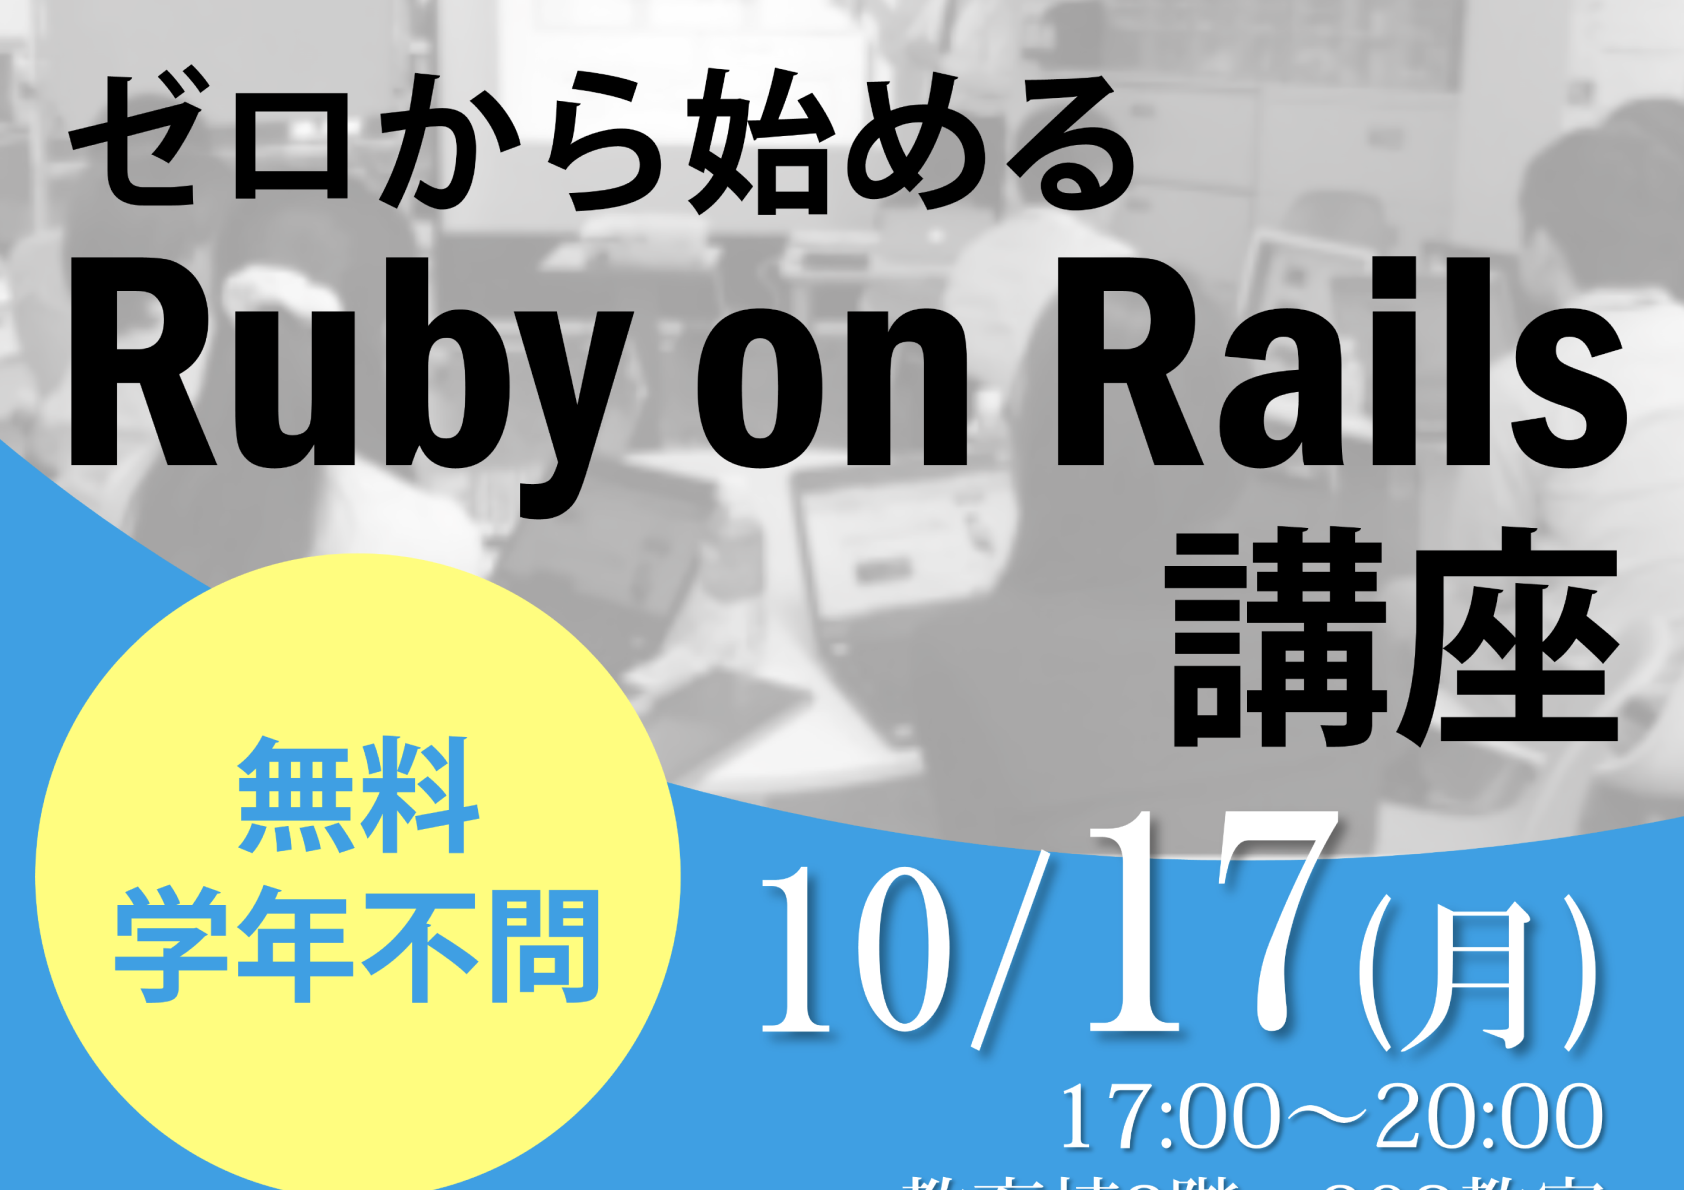 ゼロから始める
Ruby on Rails
講座
無料
学年不問
10/17(月)
17:00～20:00